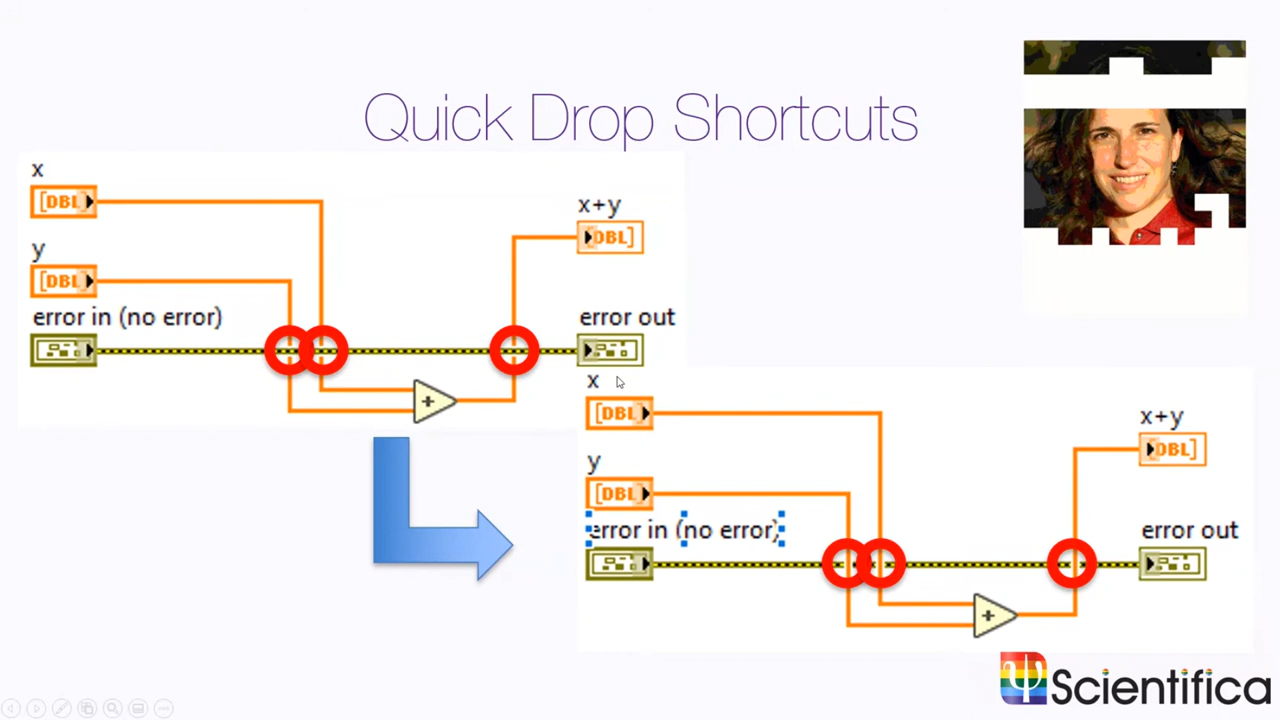 Quick Drop Shortcuts
x
[DBL]
y
[DBL]
error in (no error)
+
x+y
DBL]
error out
x
[DBL]
y
[DBL]
error in (no error)
+
x+y
DBL]
error out
Ψ Scientifica